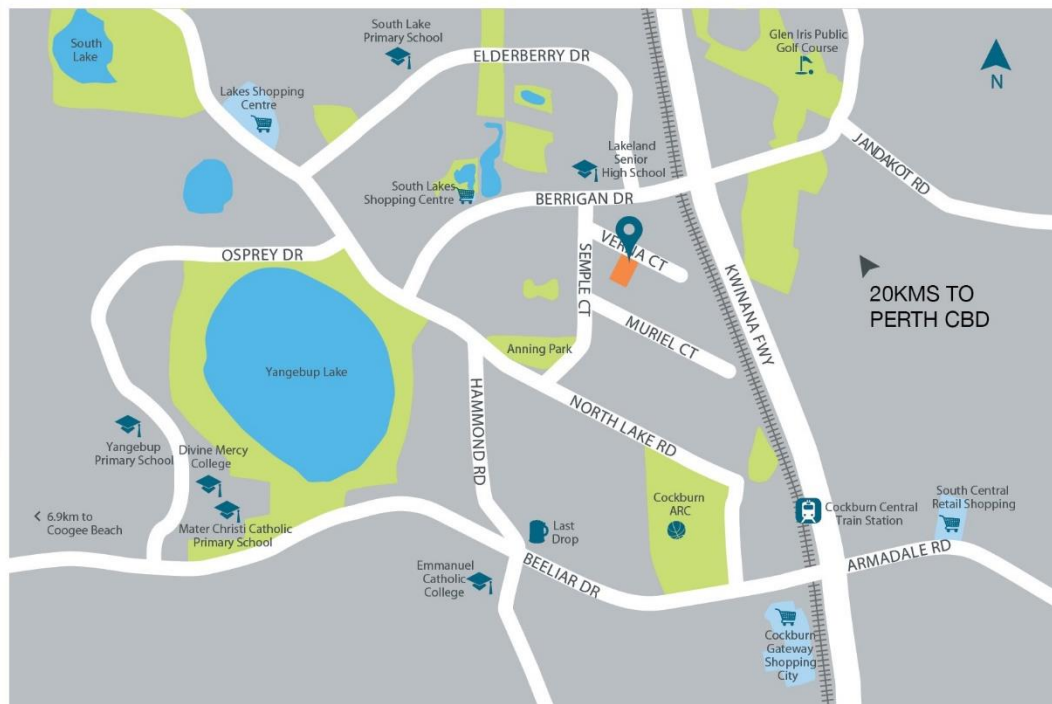 South
Lake
South Lake
Primary School
ELDERBERRY DR
Glen Iris Public
Golf Course
N
Lakes Shopping
Centre
Lakeland
Senior
High School
JANDAKOT RD
South Lakes
Shopping Centre
BERRIGAN DR
OSPREY DR
VERNA CT
SEMPLE CT
KWINANA FWY
20KMS TO
PERTH CBD
MURIEL CT
Anning Park
Yangebup Lake
HAMMOND RD
NORTH LAKE RD
Yangebup
Primary School
Divine Mercy
College
Mater Christi Catholic
Primary School
< 6.9km to
Coogee Beach
Cockburn
ARC
Last
Drop
Cockburn Central
Train Station
South Central
Retail Shopping
Emmanuel
Catholic
College
BEELIAR DR
ARMADALE RD
Cockburn
Gateway
Shopping
City